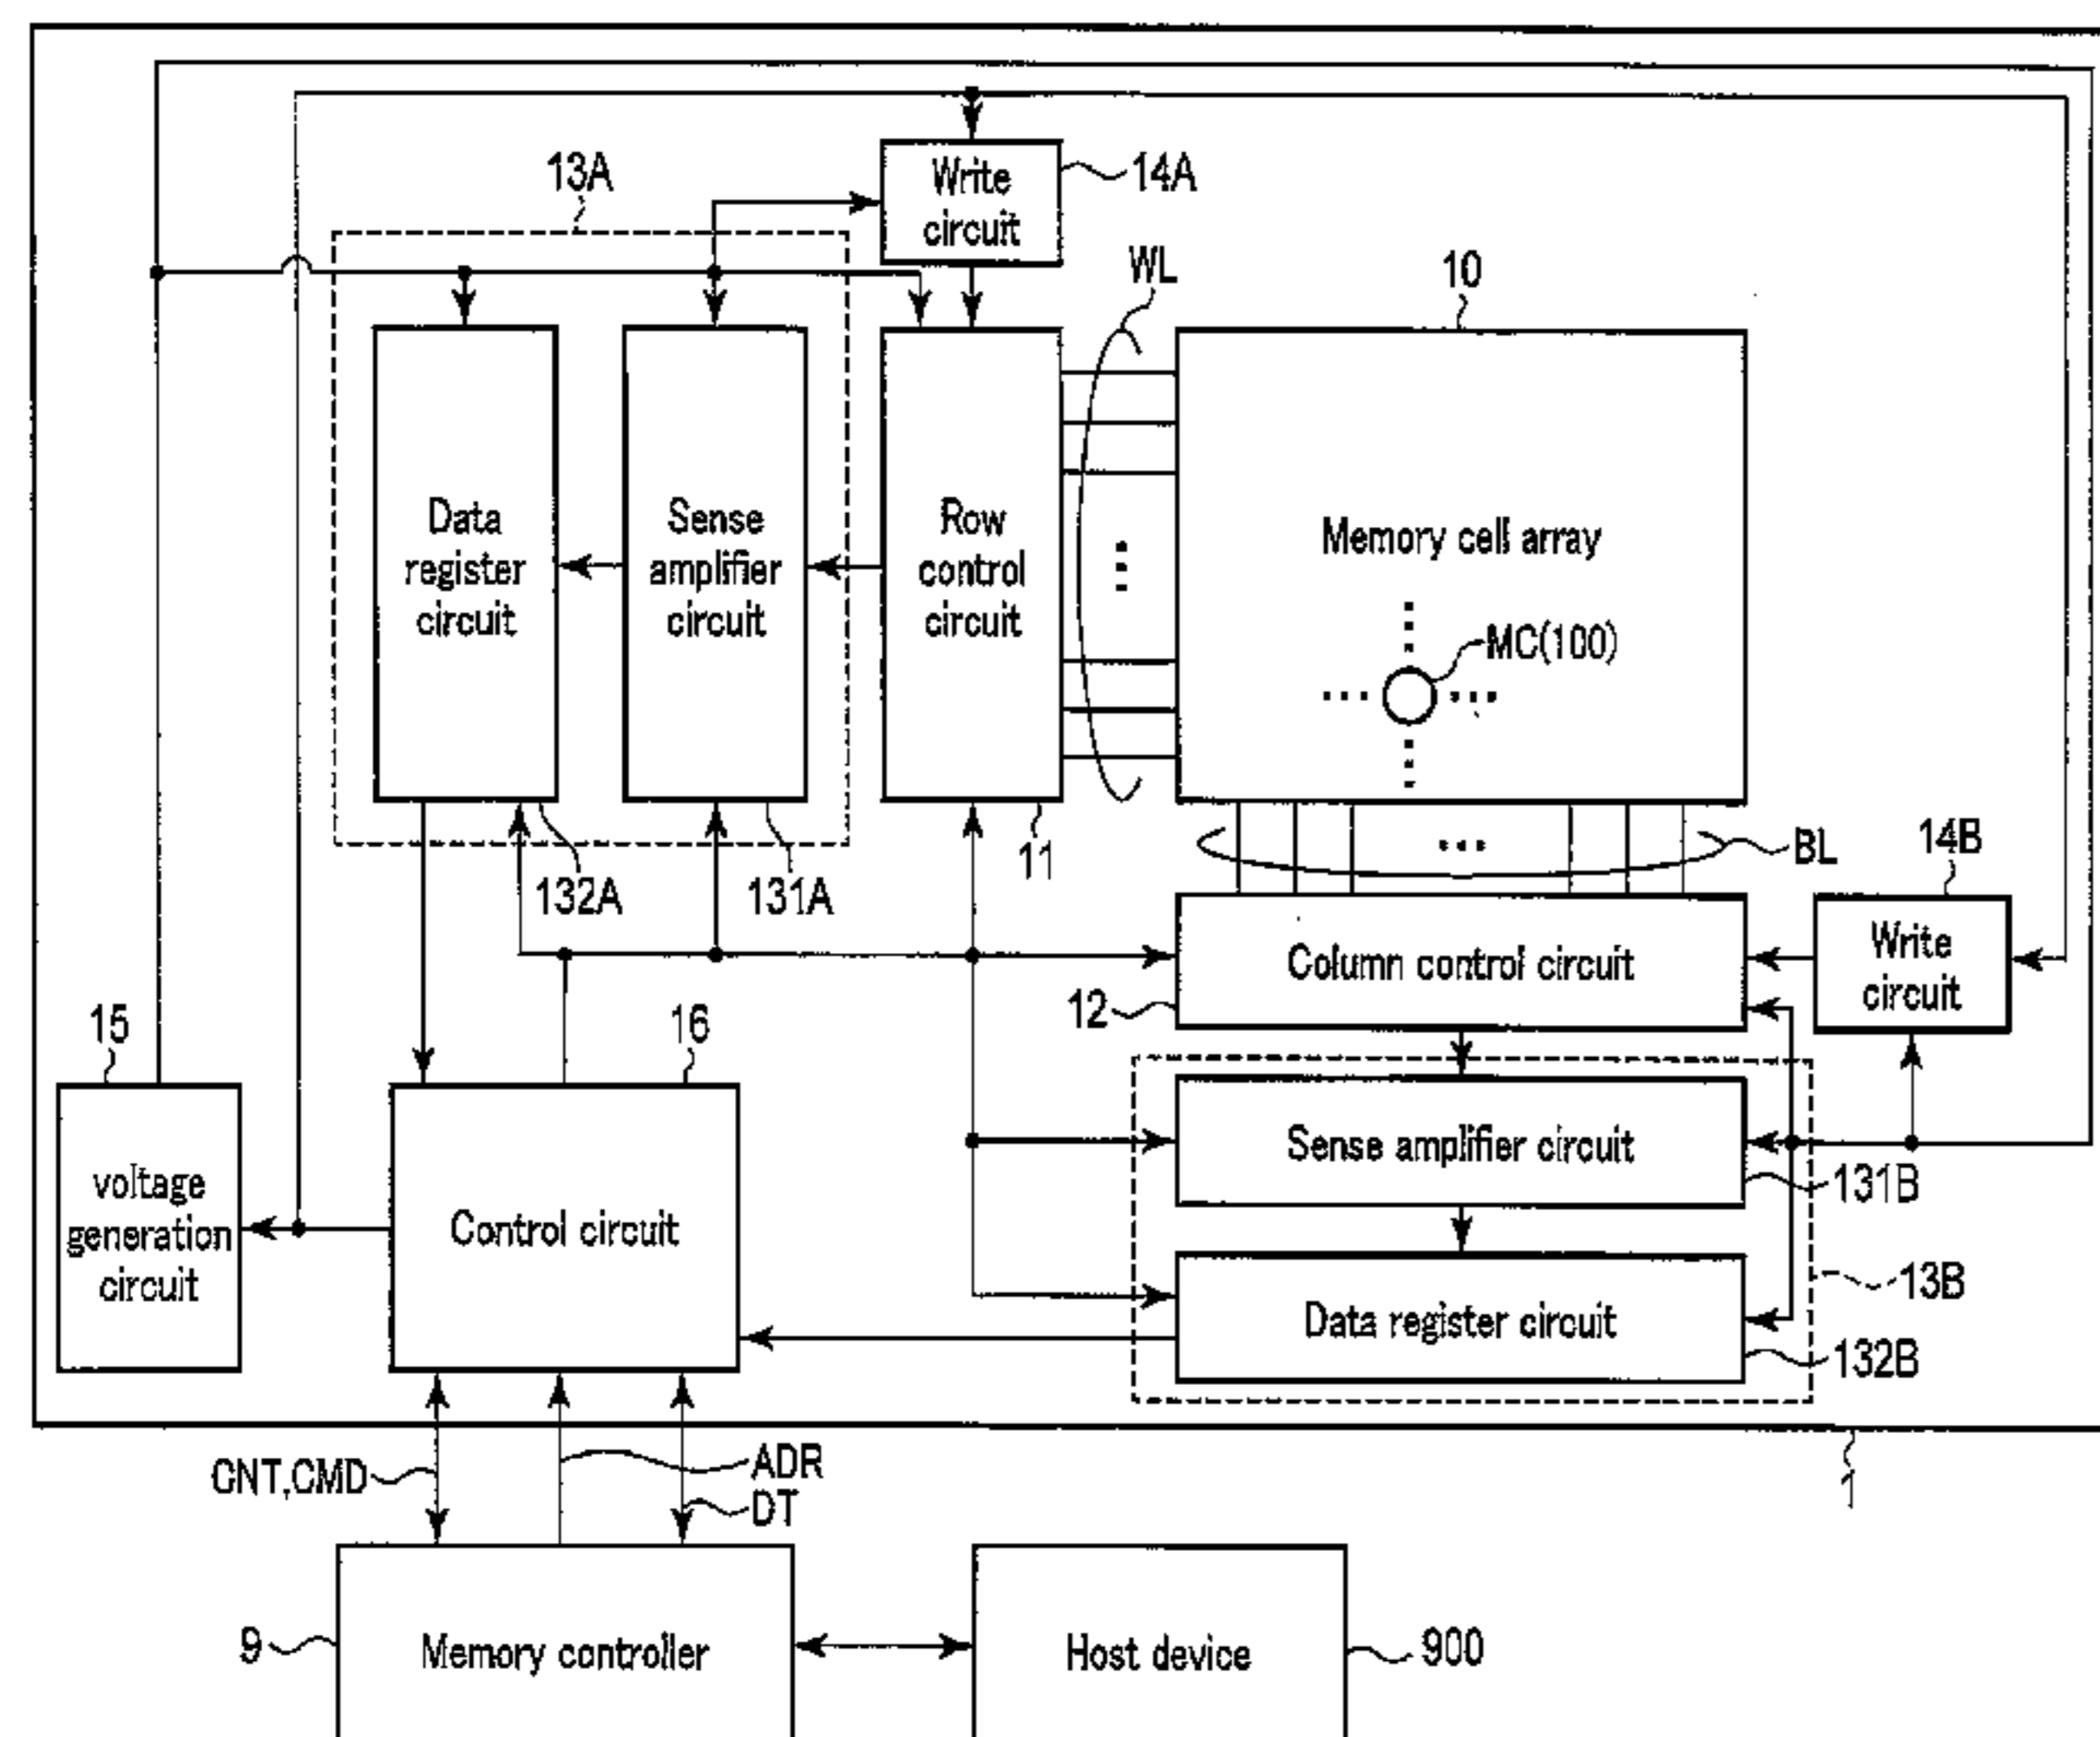 13A
Write
circuit
14A
WL
10
Data
register
circuit
Sense
amplifier
circuit
Row
control
circuit
Memory cell array
MC(100)
132A
131A
11
BL
14B
Column control circuit
Write
circuit
12
15
16
voltage
generation
circuit
Control circuit
Sense amplifier circuit
131B
Data register circuit
13B
132B
CNT,CMD
ADR
DT
1
9
Memory controller
Host device
900